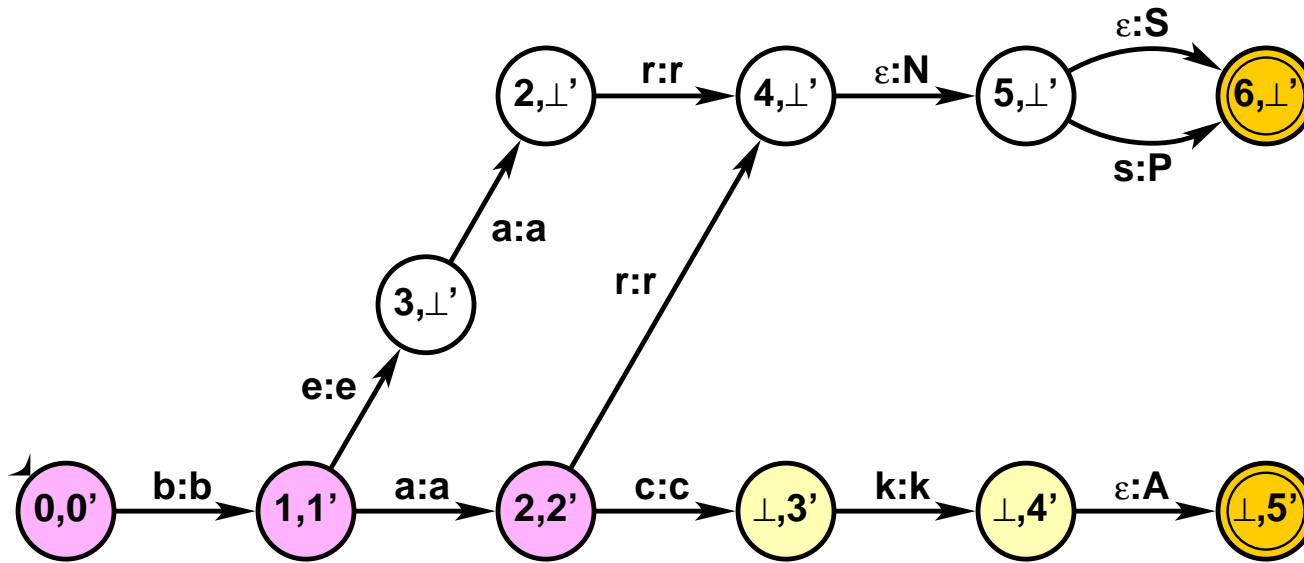 ε:S
r:r
ε:N
2,⊥’
4,⊥’
5,⊥’
6,⊥’
s:P
a:a
r:r
3,⊥’
e:e
b:b
a:a
c:c
k:k
ε:A
0,0’
1,1’
2,2’
⊥,3’
⊥,4’
⊥,5’